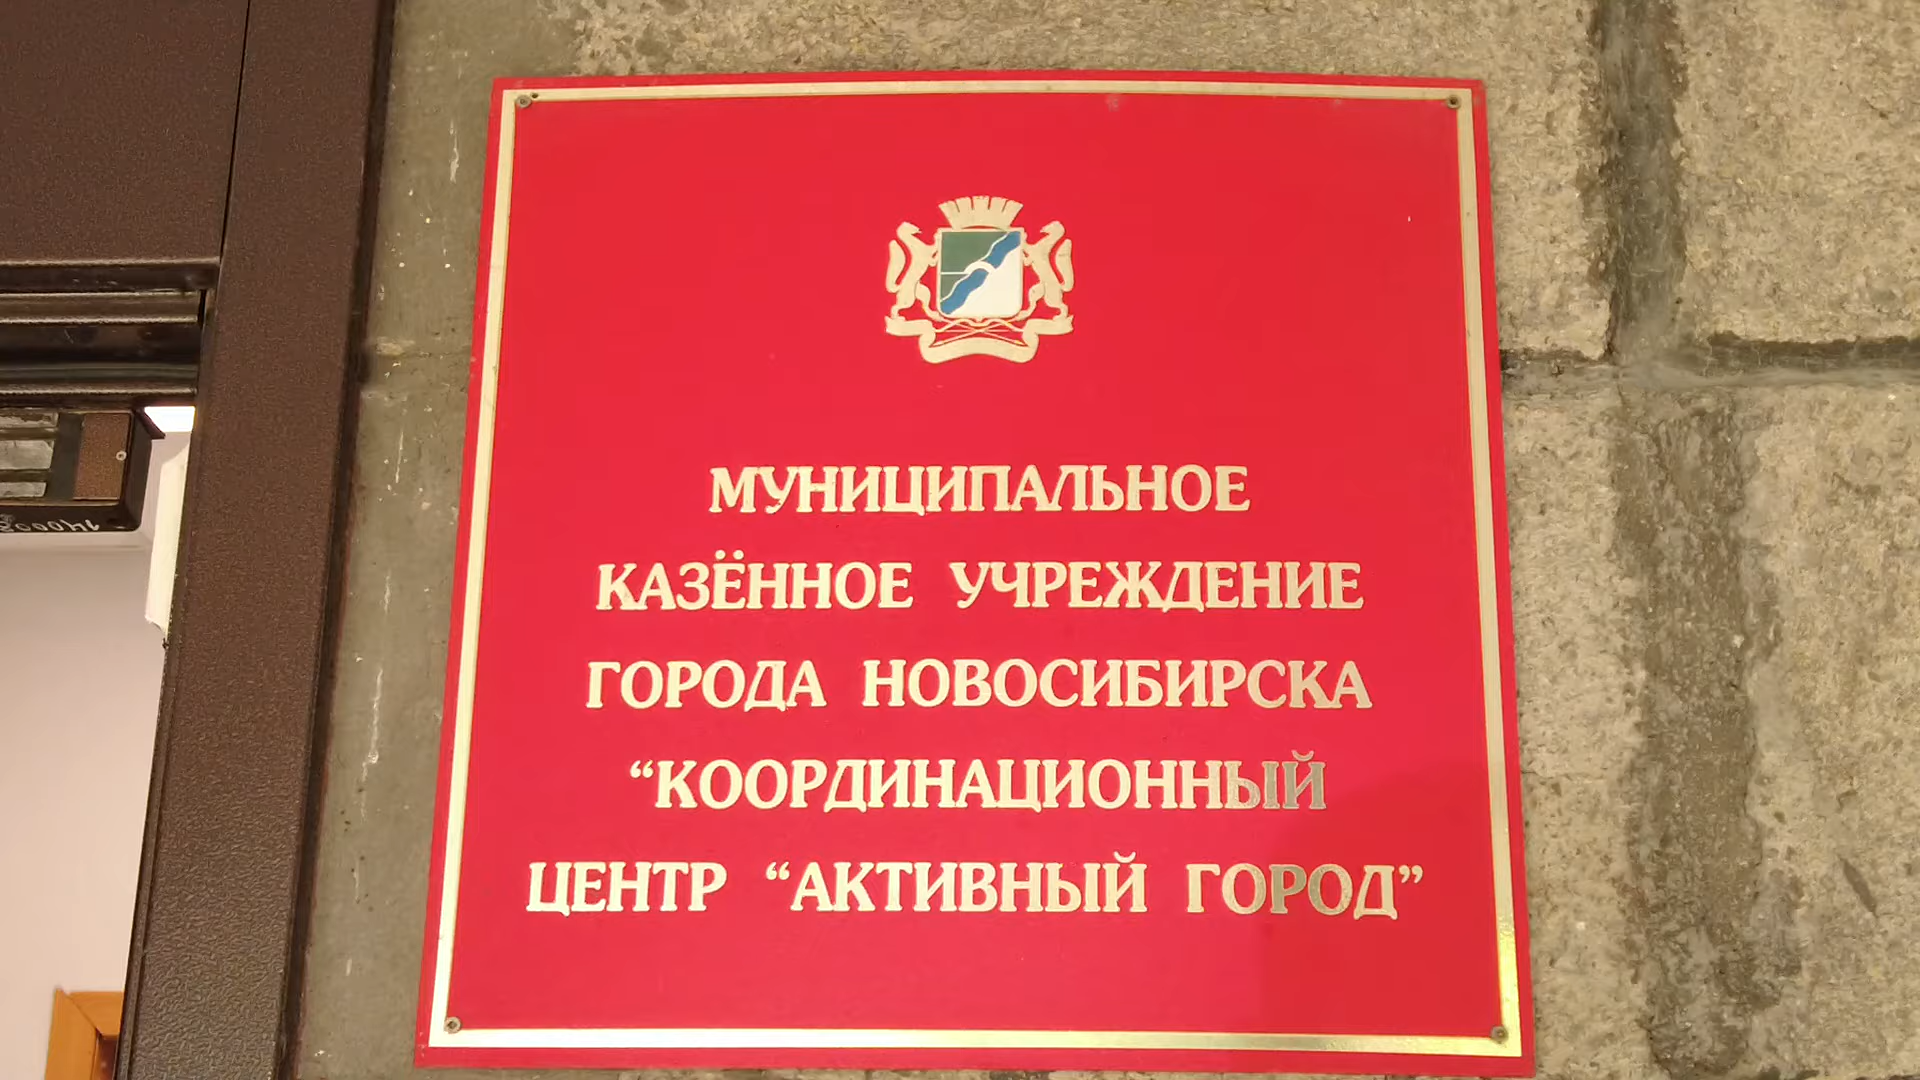 МУНИЦИПАЛЬНОЕ
КАЗЁННОЕ УЧРЕЖДЕНИЕ
ГОРОДА НОВОСИБИРСКА
“КООРДИНАЦИОННЫЙ
ЦЕНТР “АКТИВНЫЙ ГОРОД”